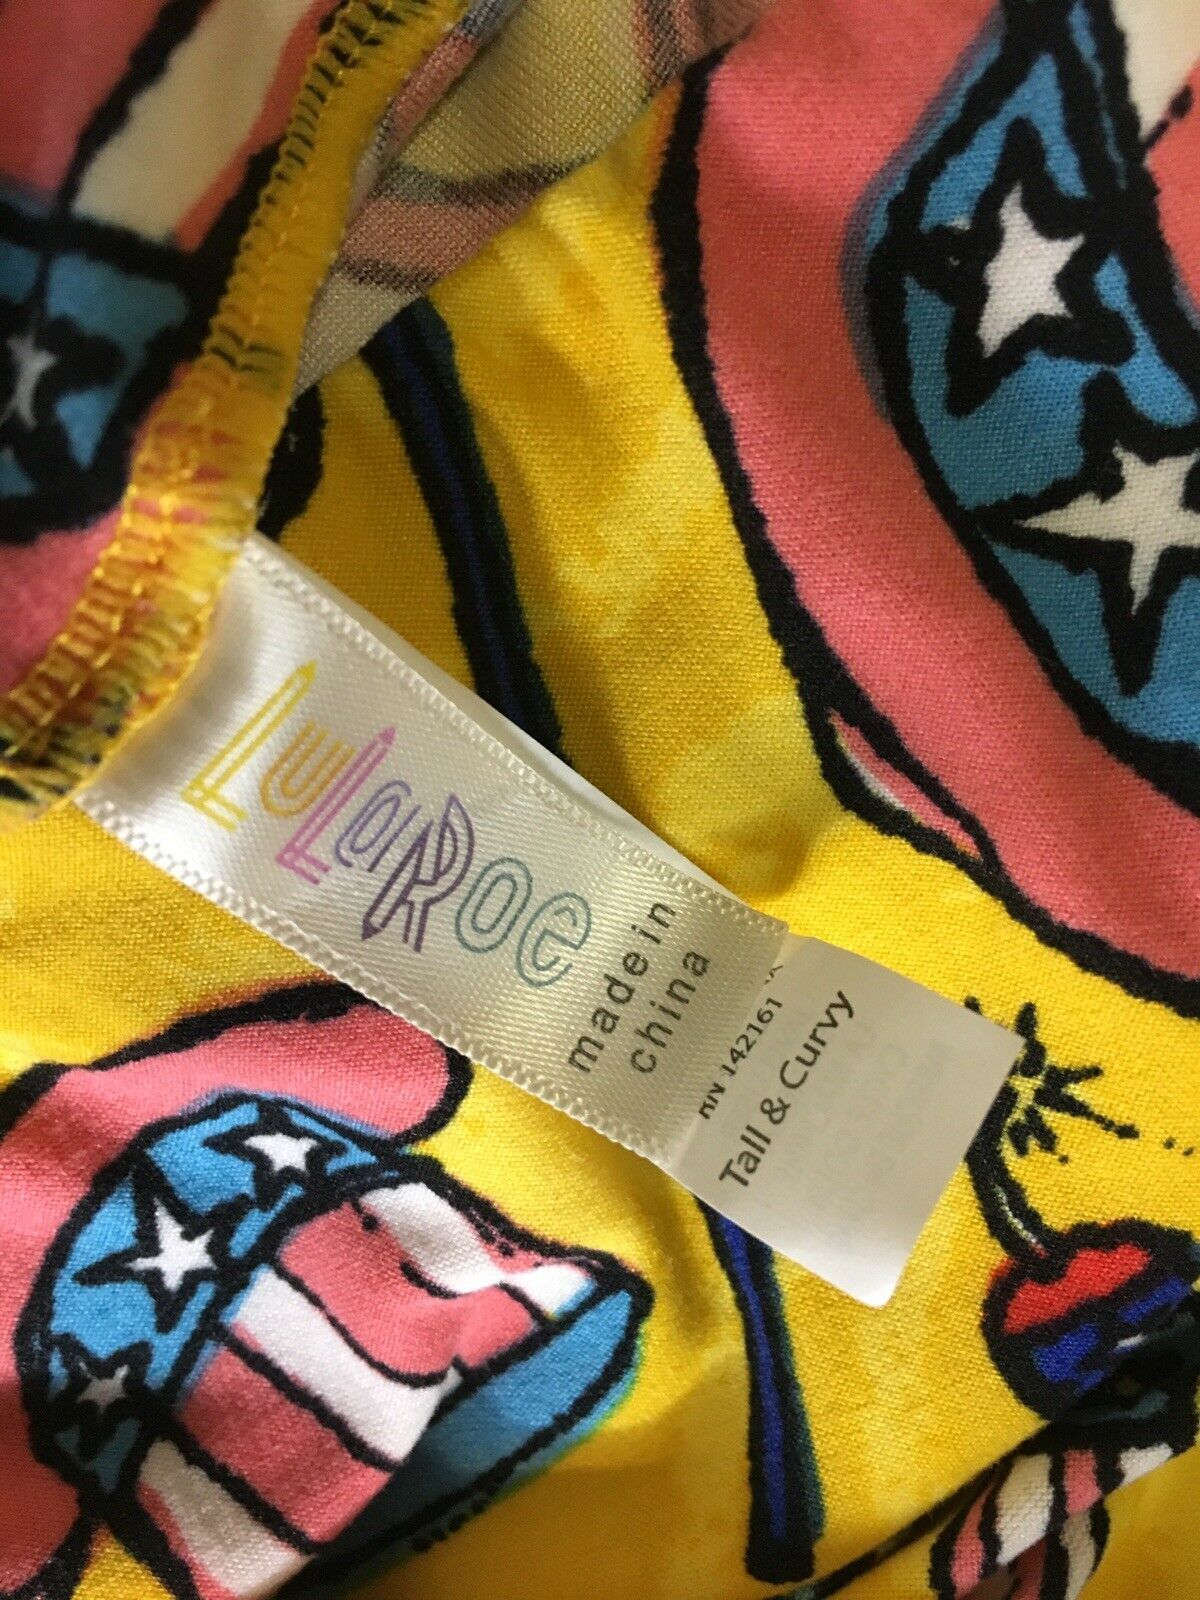 LuLaRoe
made in
china
RN 142161
Tall & Curvy